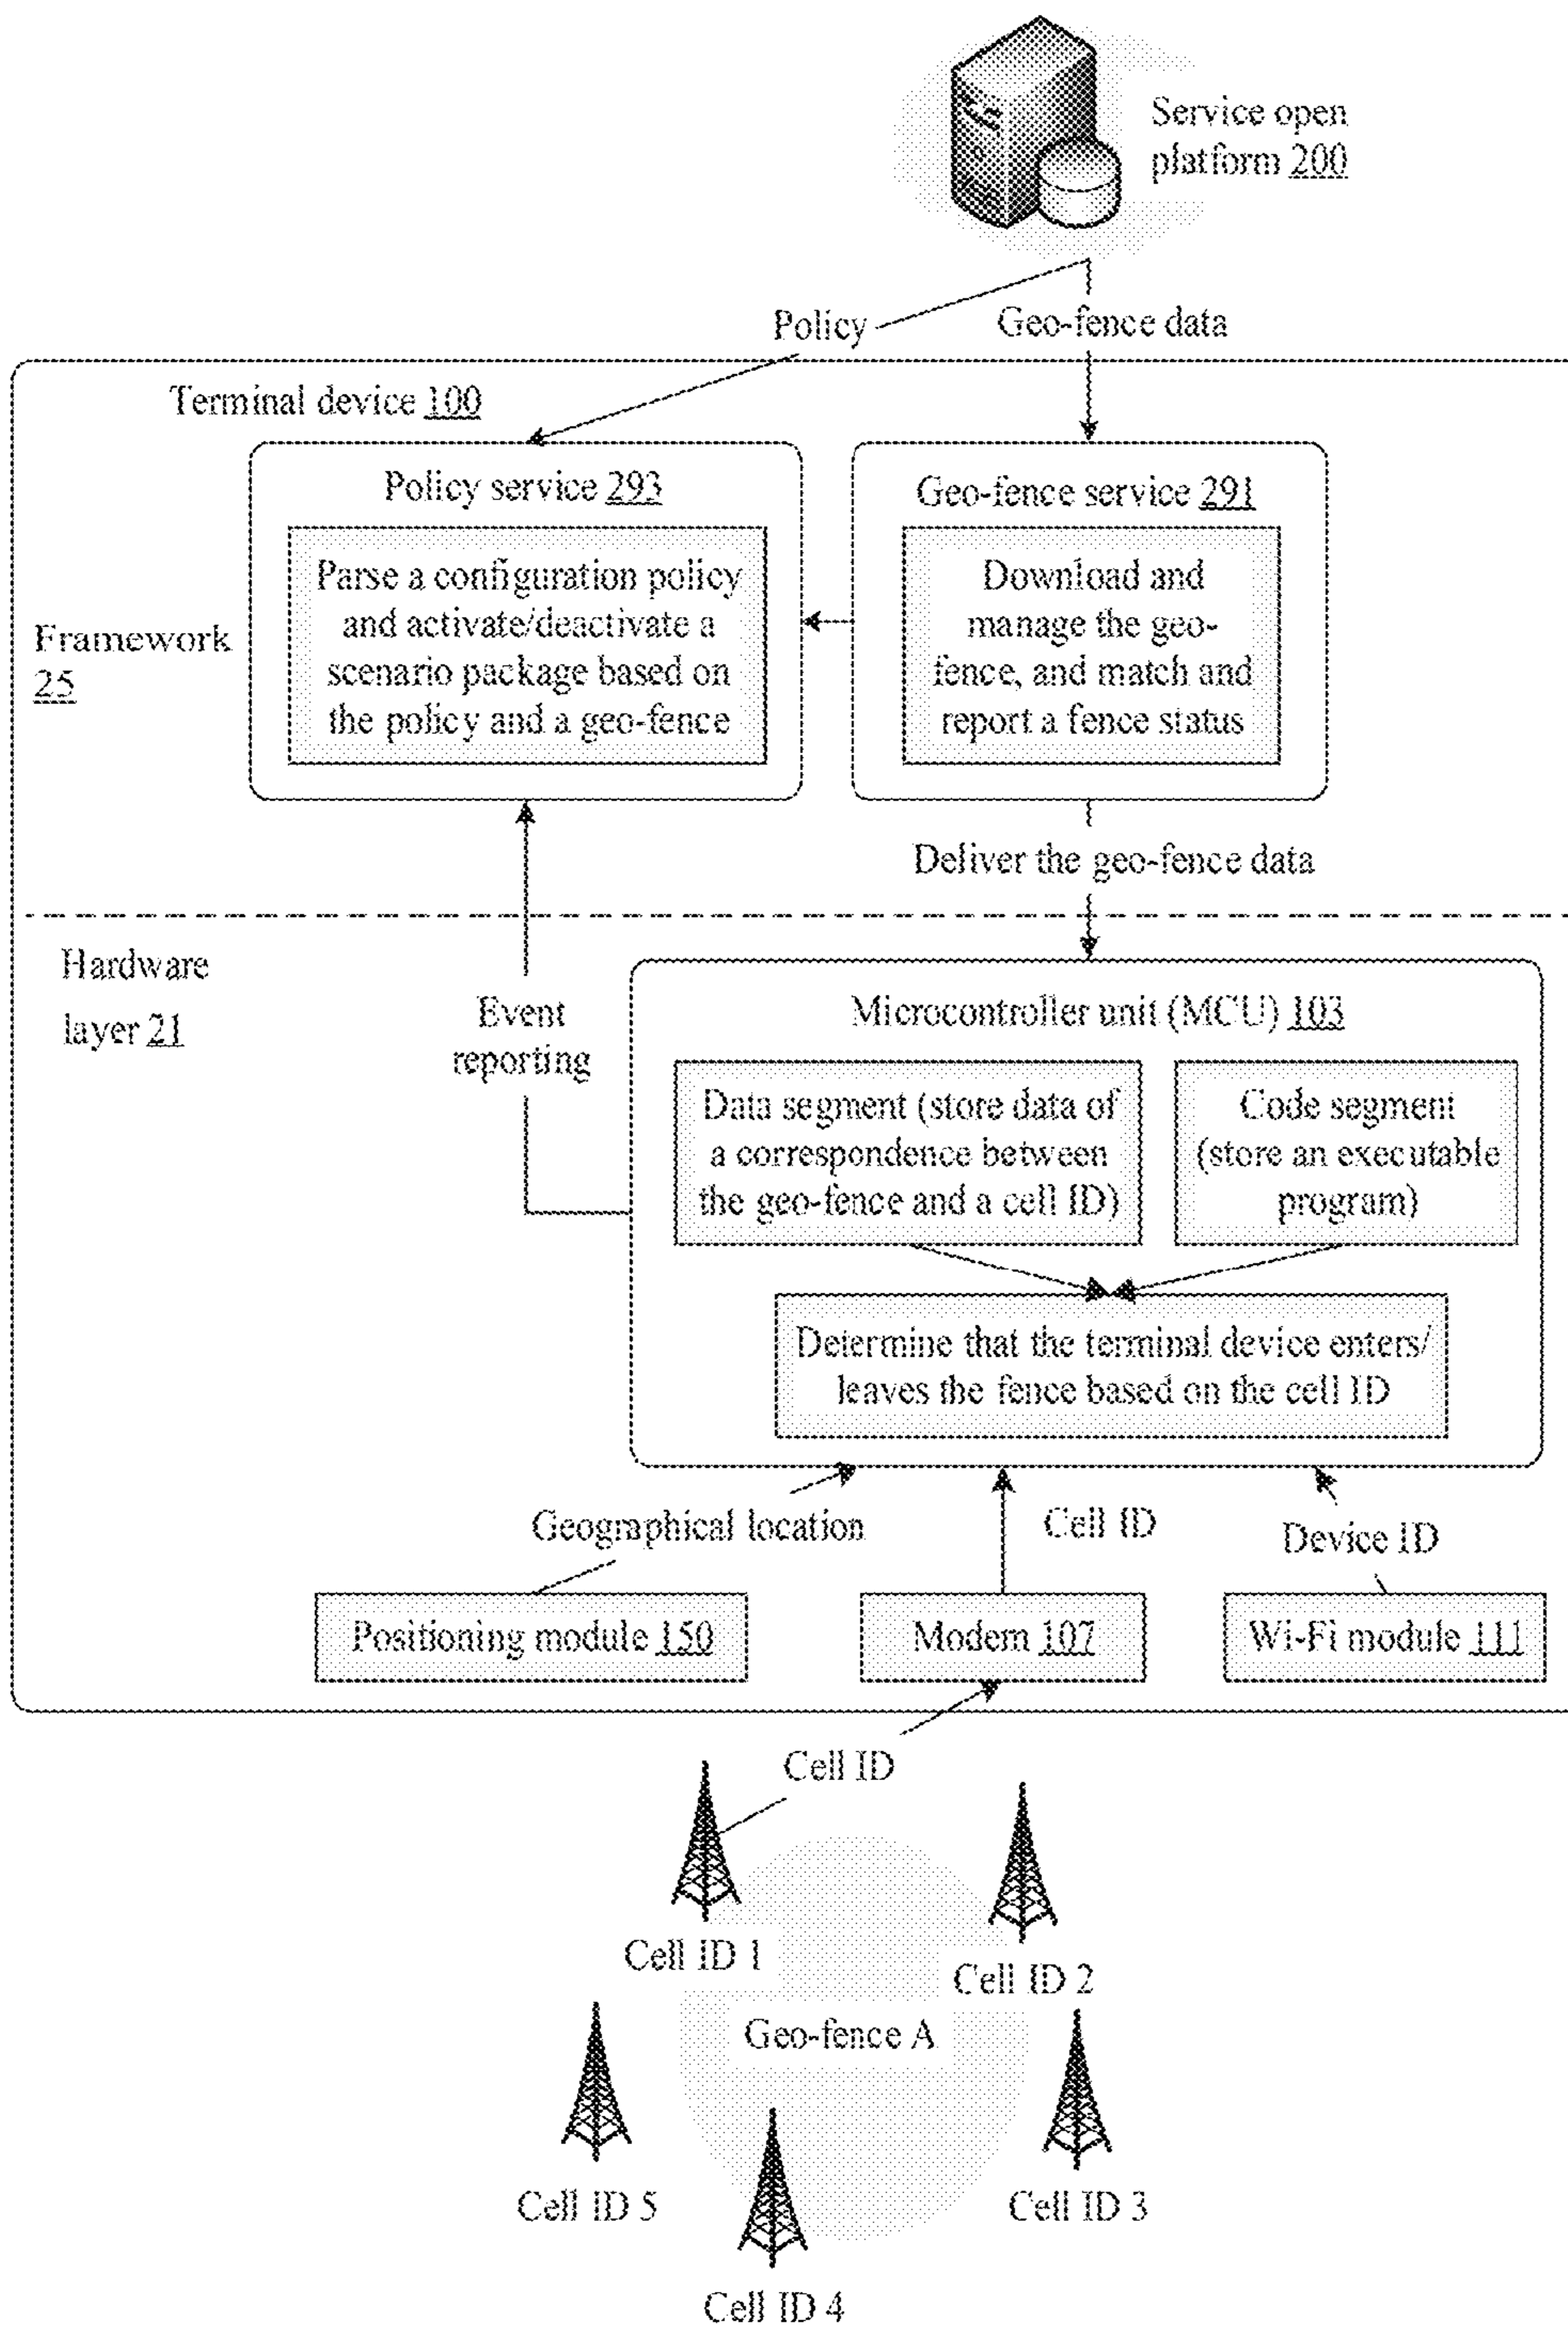 Service open
platform 200
Policy
Geo-fence data
Terminal device 100
Policy service 293
Parse a configuration policy
and activate/deactivate a
scenario package based on
the policy and a geo-fence
Geo-fence service 291
Download and
manage the geo-
fence, and match and
report a fence status
Framework
25
Deliver the geo-fence data
Hardware
layer 21
Event
reporting
Microcontroller unit (MCU) 103
Data segment (store data of
a correspondence between
the geo-fence and a cell ID)
Code segment
(store an executable
program)
Determine that the terminal device enters/
leaves the fence based on the cell ID
Geographical location
Cell ID
Device ID
Positioning module 150
Modem 107
Wi-Fi module 111
Cell ID
Cell ID 1
Cell ID 2
Geo-fence A
Cell ID 5
Cell ID 3
Cell ID 4